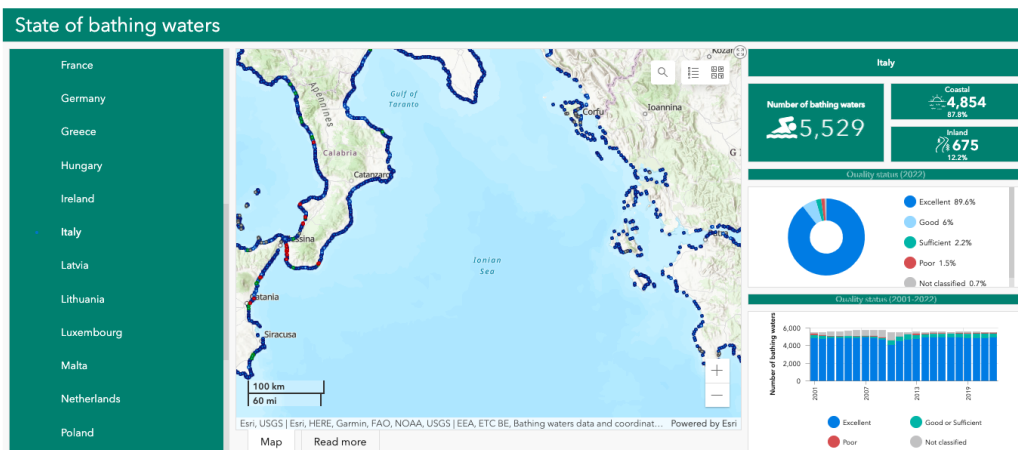 State of bathing waters
France
Germany
Greece
Hungary
Ireland
Italy
Latvia
Lithuania
Luxembourg
Malta
Netherlands
Poland
Apennines
Gulf of
Taranto
Calabria
Catanzaro
Siracusa
Ionian
Sea
Corfu
Ioannina
100 km
60 mi
Esri, USGS | Esri, HERE, Garmin, FAO, NOAA, USGS | EEA, ETC BE, Bathing waters data and coordinat…
Powered by Esri
Map
Read more
Italy
Number of bathing waters
5,529
Coastal
4,854
87.8%
Inland
675
12.2%
Quality status (2022)
Excellent 89.6%
Good 6%
Sufficient 2.2%
Poor 1.5%
Not classified 0.7%
Quality status (2001-2022)
Number of bathing waters
6,000
4,000
2,000
0
2001
2007
2013
2019
Excellent
Good or Sufficient
Poor
Not classified